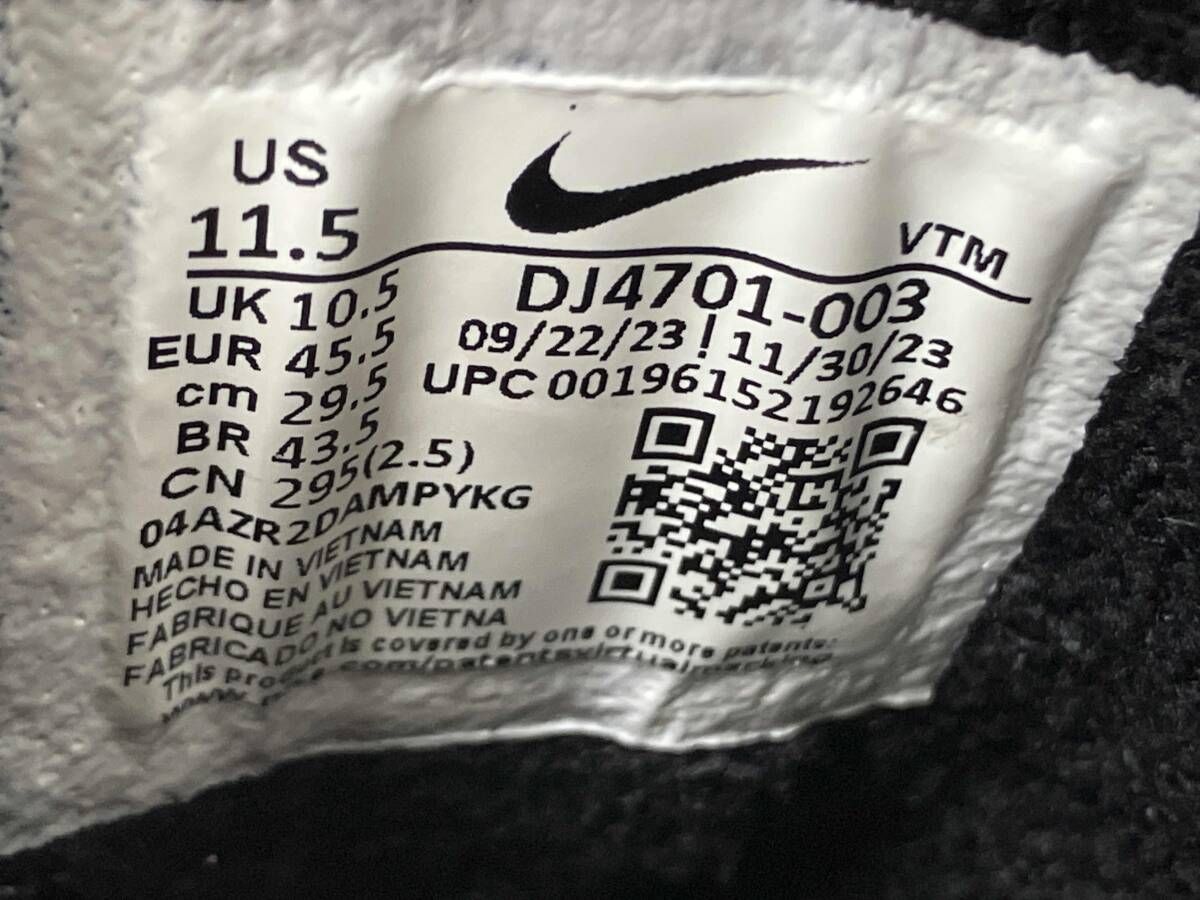 US
11.5
VTM
UK 10.5
EUR 45.5
cm 29.5
BR 43.5
CN 295(2.5)
04AZR2DAMPYKG
DJ4701-003
09/22/23 ! 11/30/23
UPC 00196152192646
MADE IN VIETNAM
HECHO EN VIETNAM
FABRIQUE AU VIETNAM
FABRICADO NO VIETNA
This product is covered by one or more patents:
.com/patentsvirtualmarking